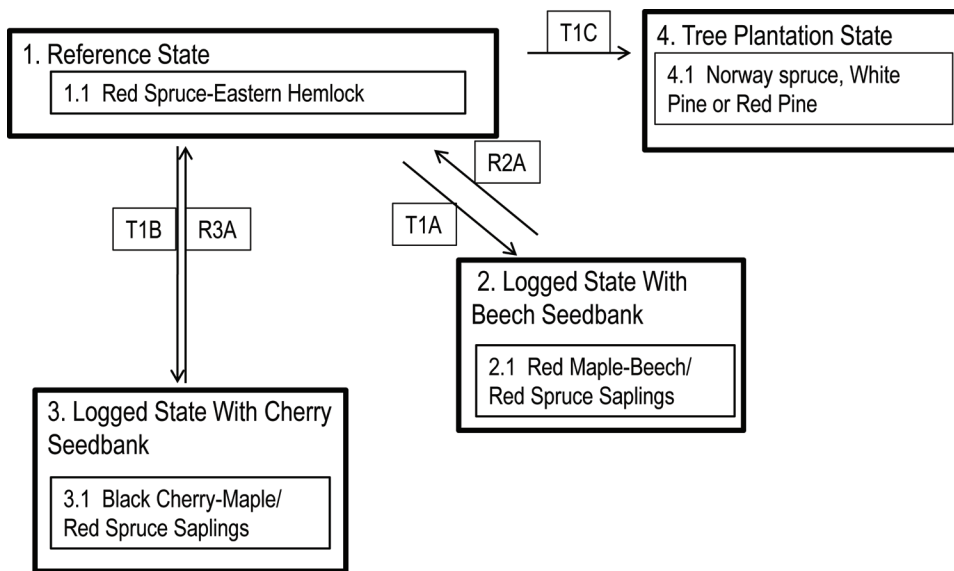 1. Reference State
1.1 Red Spruce-Eastern Hemlock
T1C
4. Tree Plantation State
4.1 Norway spruce, White
Pine or Red Pine
R2A
T1A
T1B
R3A
2. Logged State With
Beech Seedbank
2.1 Red Maple-Beech/
Red Spruce Saplings
3. Logged State With Cherry
Seedbank
3.1 Black Cherry-Maple/
Red Spruce Saplings